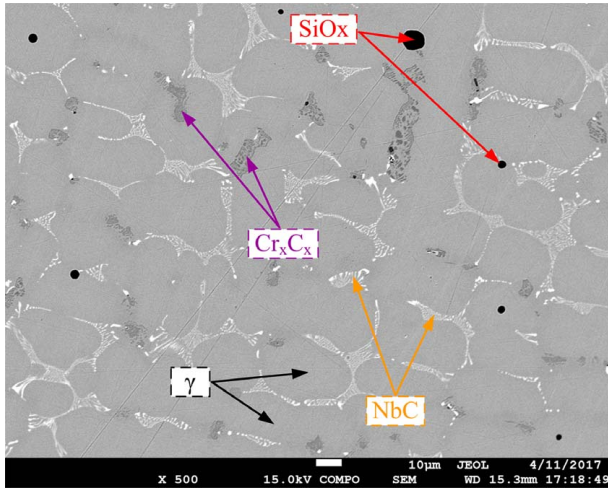 SiOx
CrxCx
γ
NbC
10μm JEOL 4/11/2017
X 500 15.0kV COMPO SEM WD 15.3mm 17:18:49